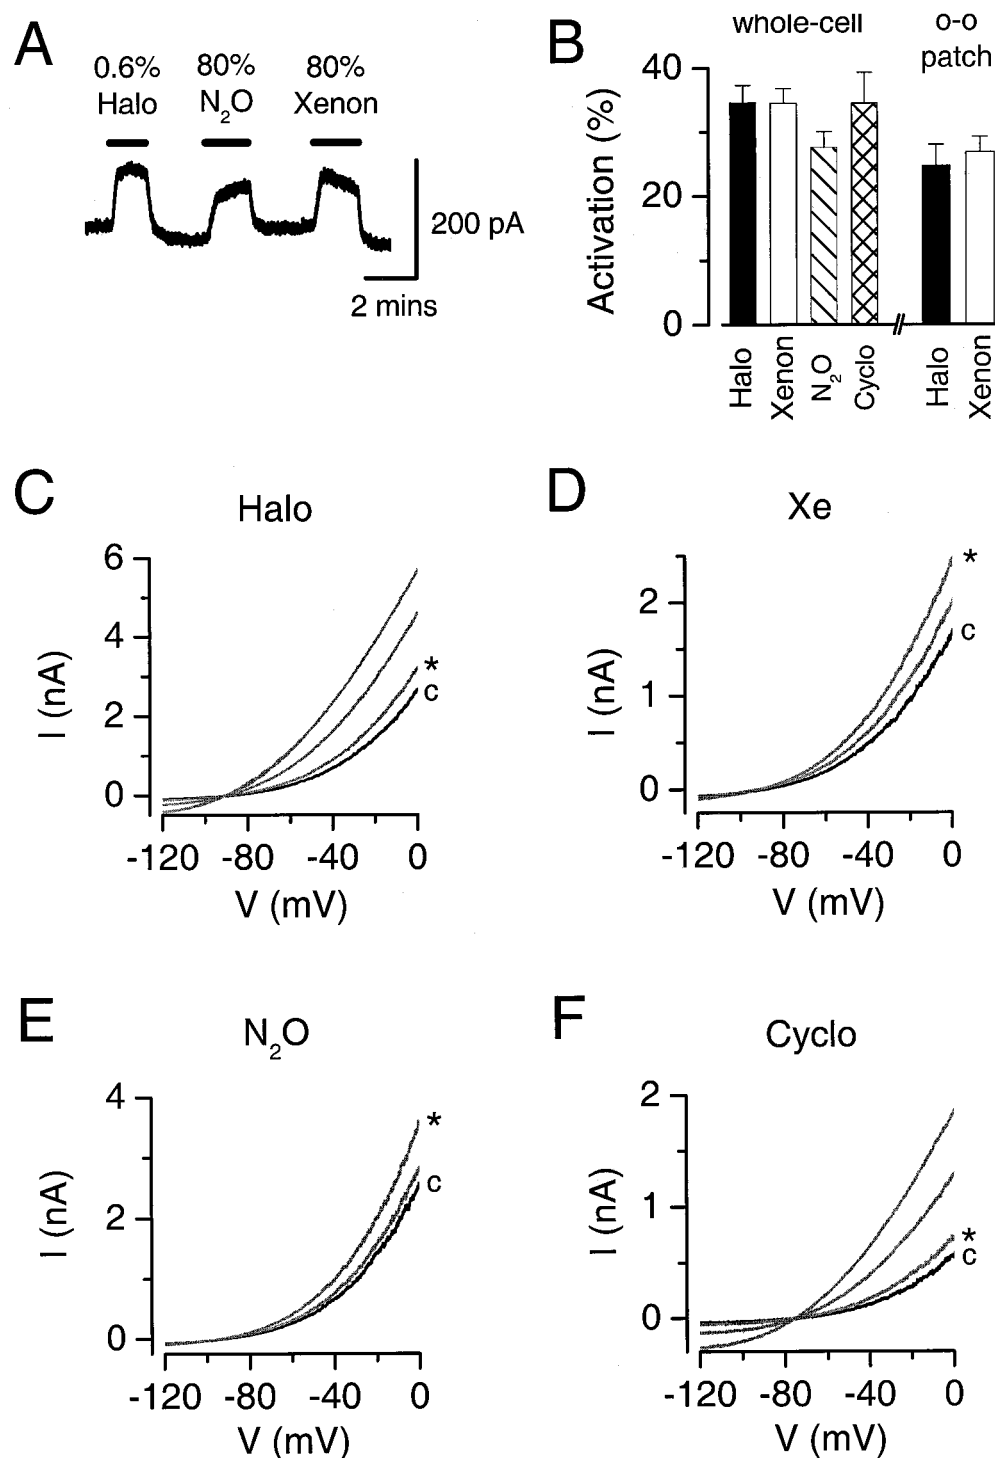 A
0.6% 80% 80%
Halo N₂O Xenon
200 pA
2 mins
B
whole-cell o-o
patch
Activation (%)
40
20
0
Halo Xenon N₂O Cyclo Halo Xenon
C
Halo
I (nA)
6
4
2
0
*
c
-120 -80 -40 0
V (mV)
D
Xe
I (nA)
2
1
0
*
c
-120 -80 -40 0
V (mV)
E
N₂O
I (nA)
4
2
0
*
c
-120 -80 -40 0
V (mV)
F
Cyclo
I (nA)
2
1
0
*
c
-120 -80 -40 0
V (mV)